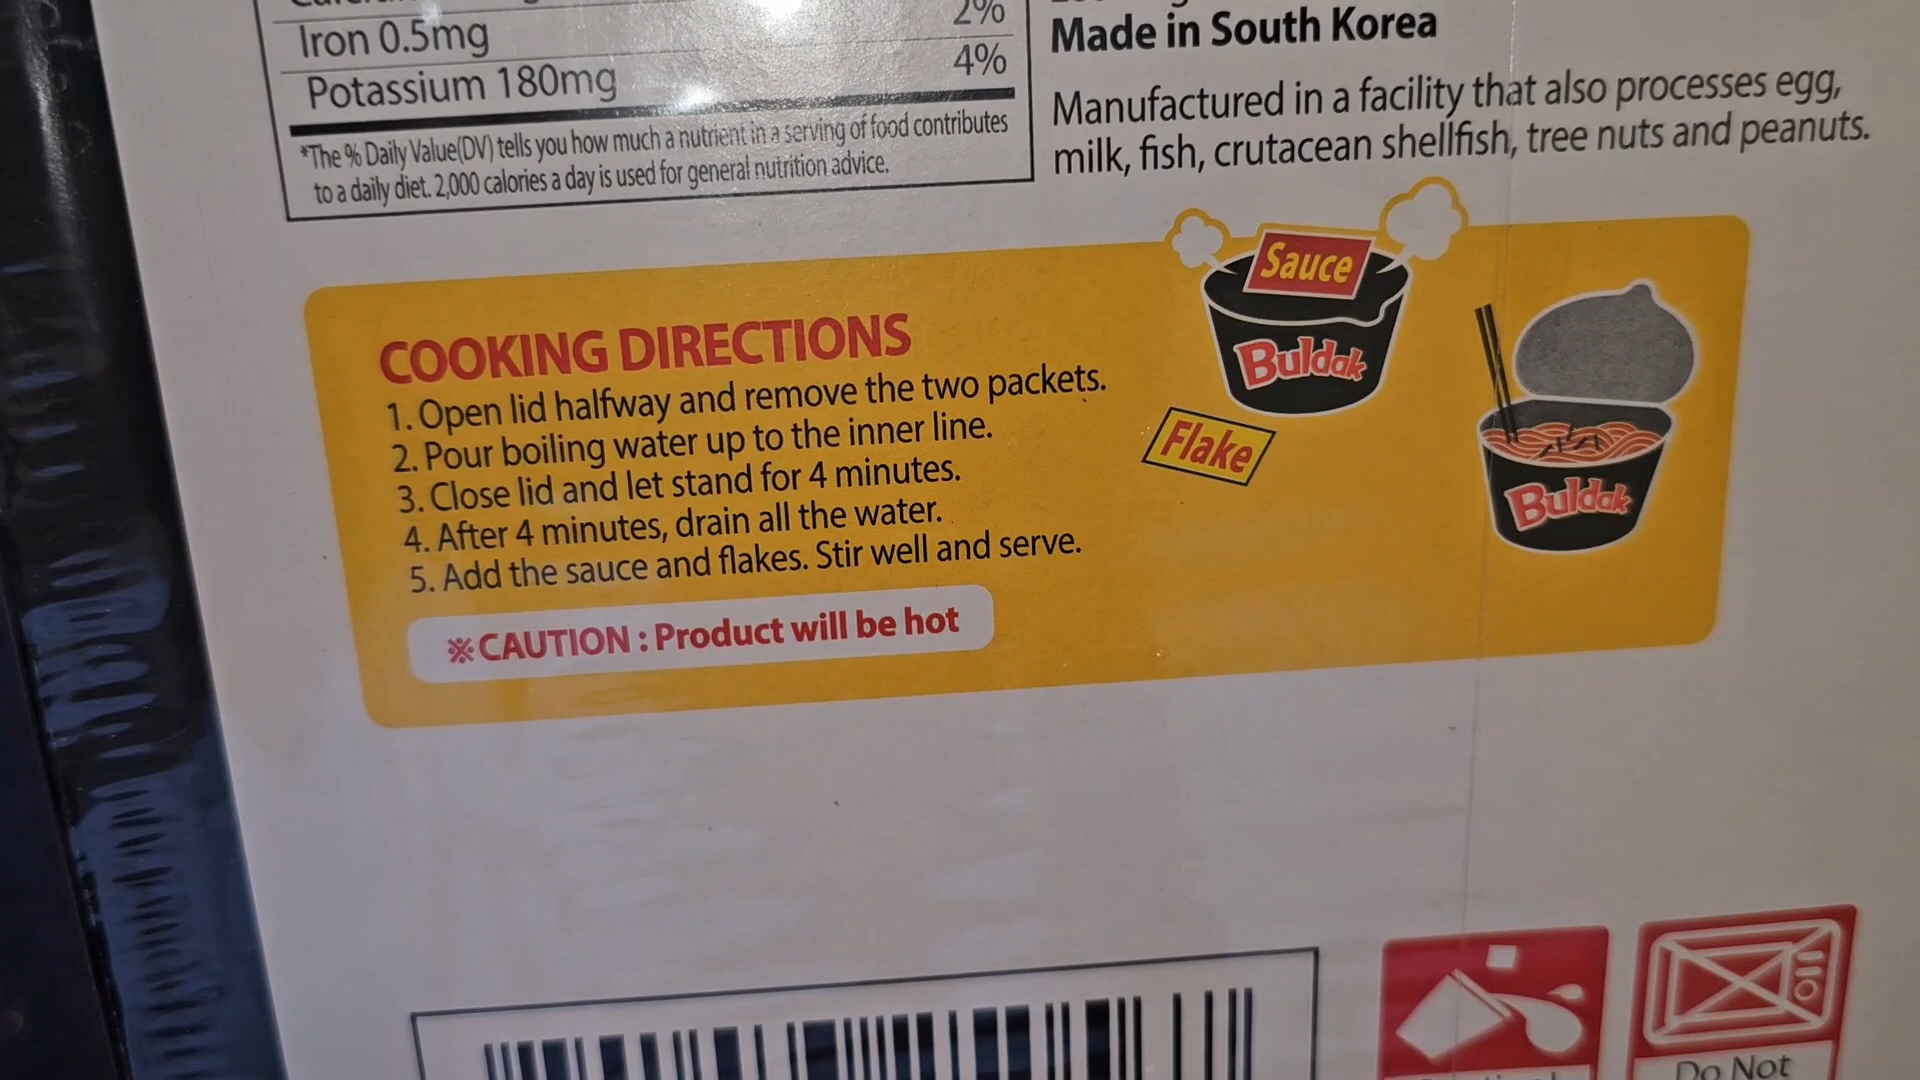 2%
Iron 0.5mg
4%
Potassium 180mg
*The % Daily Value(DV) tells you how much a nutrient in a serving of food contributes
to a daily diet. 2,000 calories a day is used for general nutrition advice.
Made in South Korea
Manufactured in a facility that also processes egg,
milk, fish, crutacean shellfish, tree nuts and peanuts.
COOKING DIRECTIONS
1. Open lid halfway and remove the two packets.
2. Pour boiling water up to the inner line.
3. Close lid and let stand for 4 minutes.
4. After 4 minutes, drain all the water.
5. Add the sauce and flakes. Stir well and serve.
※CAUTION : Product will be hot
Sauce
Buldak
Flake
Buldak
Do Not